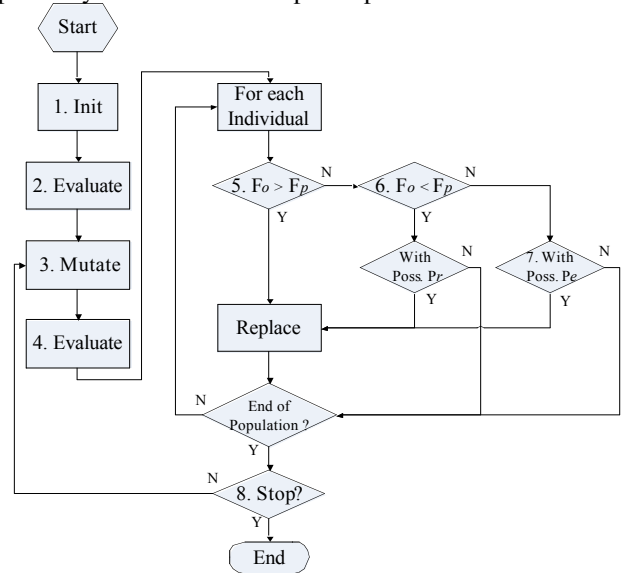 Start
1. Init
2. Evaluate
3. Mutate
4. Evaluate
For each
Individual
5. Fo > Fp
N
Y
6. Fo < Fp
N
Y
With
Poss. Pr
N
Y
7. With
Poss. Pe
N
Y
Replace
End of
Population ?
N
Y
8. Stop?
N
Y
End